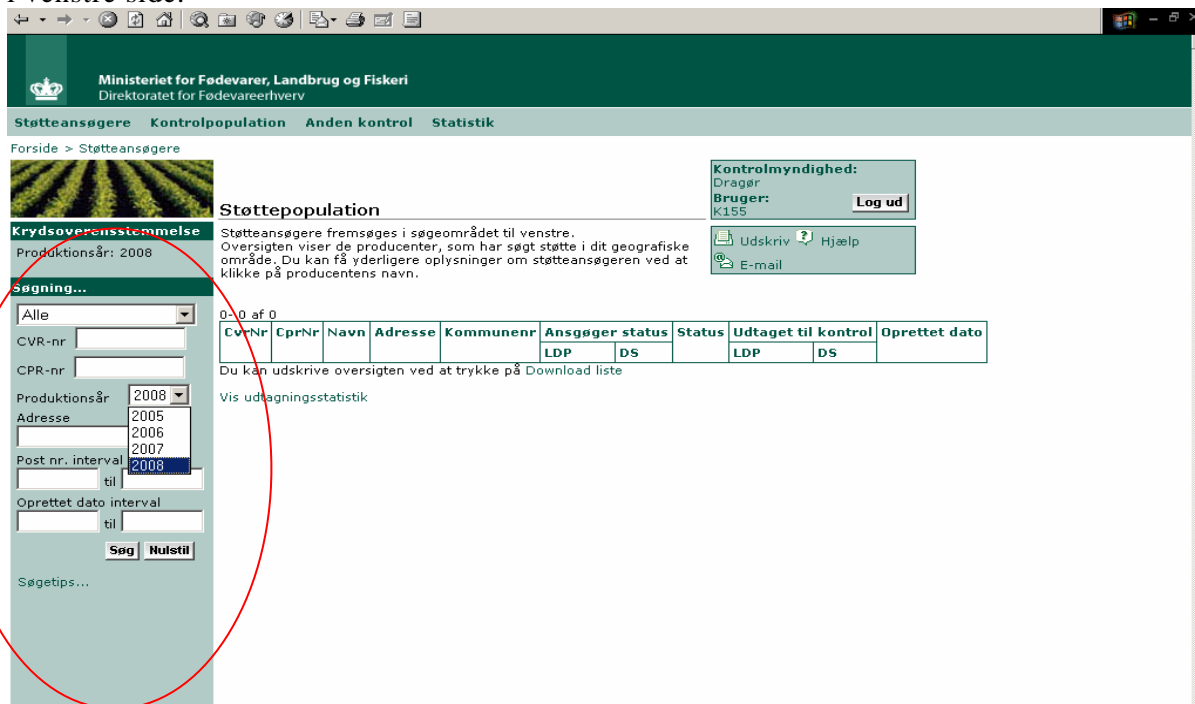 Ministeriet for Fødevarer, Landbrug og Fiskeri
Direktoratet for Fødevareerhverv
Støtteansøgere Kontrolpopulation Anden kontrol Statistik
Forside > Støtteansøgere
Kontrolmyndighed:
Dragør
Bruger:
K155
Log ud
Støttepopulation
Krydsoverensstemmelse
Produktionsår: 2008
Støtteansøgere fremsøges i søgeområdet til venstre.
Oversigten viser de producenter, som har søgt støtte i dit geografiske
område. Du kan få yderligere oplysninger om støtteansøgeren ved at
klikke på producentens navn.
Udskriv Hjælp
E-mail
Søgning...
Alle
CVR-nr
CPR-nr
Produktionsår 2008
2005
2006
2007
2008
Adresse
Post nr. interval
til
Oprettet dato interval
til
Søg Nulstil
Søgetips...
0- 0 af 0
CvrNr CprNr Navn Adresse Kommunenr Ansgøger status Status Udtaget til kontrol Oprettet dato
LDP DS LDP DS
Du kan udskrive oversigten ved at trykke på Download liste
Vis udtagningsstatistik